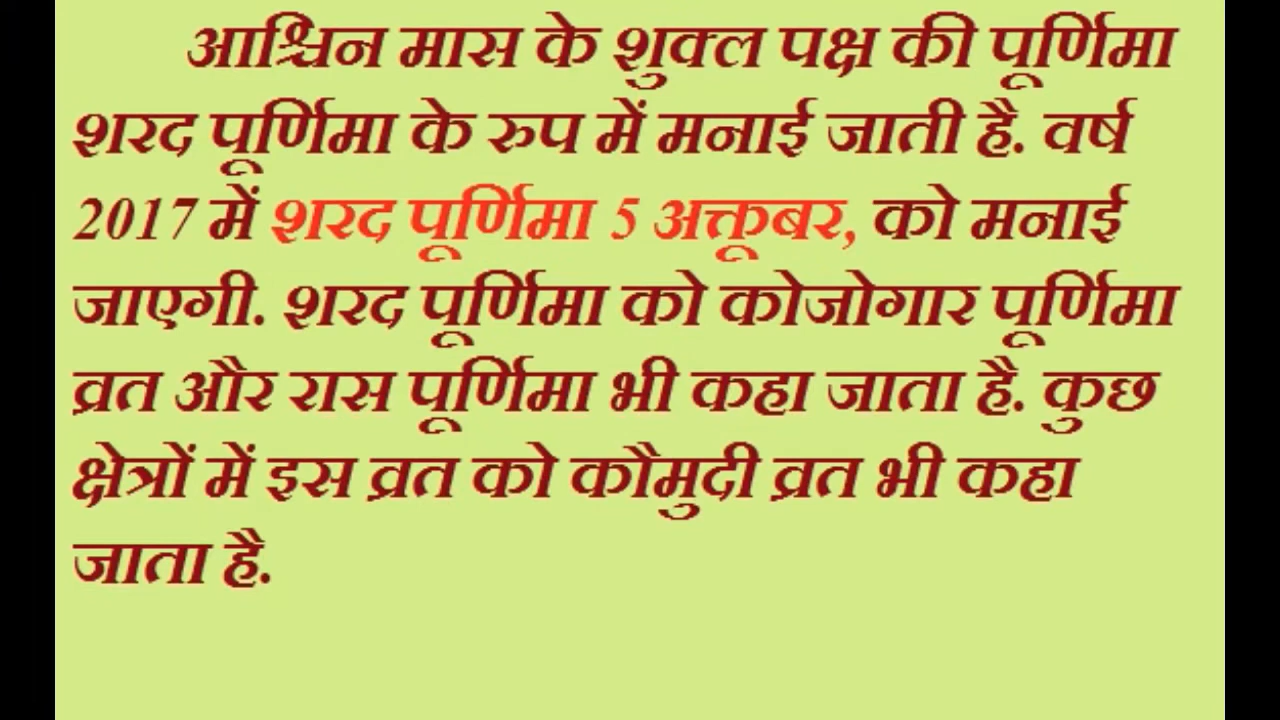 आश्विन मास के शुक्ल पक्ष की पूर्णिमा
शरद पूर्णिमा के रुप में मनाई जाती है. वर्ष
2017 में शरद पूर्णिमा 5 अक्तूबर, को मनाई
जाएगी. शरद पूर्णिमा को कोजोगार पूर्णिमा
व्रत और रास पूर्णिमा भी कहा जाता है. कुछ
क्षेत्रों में इस व्रत को कौमुदी व्रत भी कहा
जाता है.